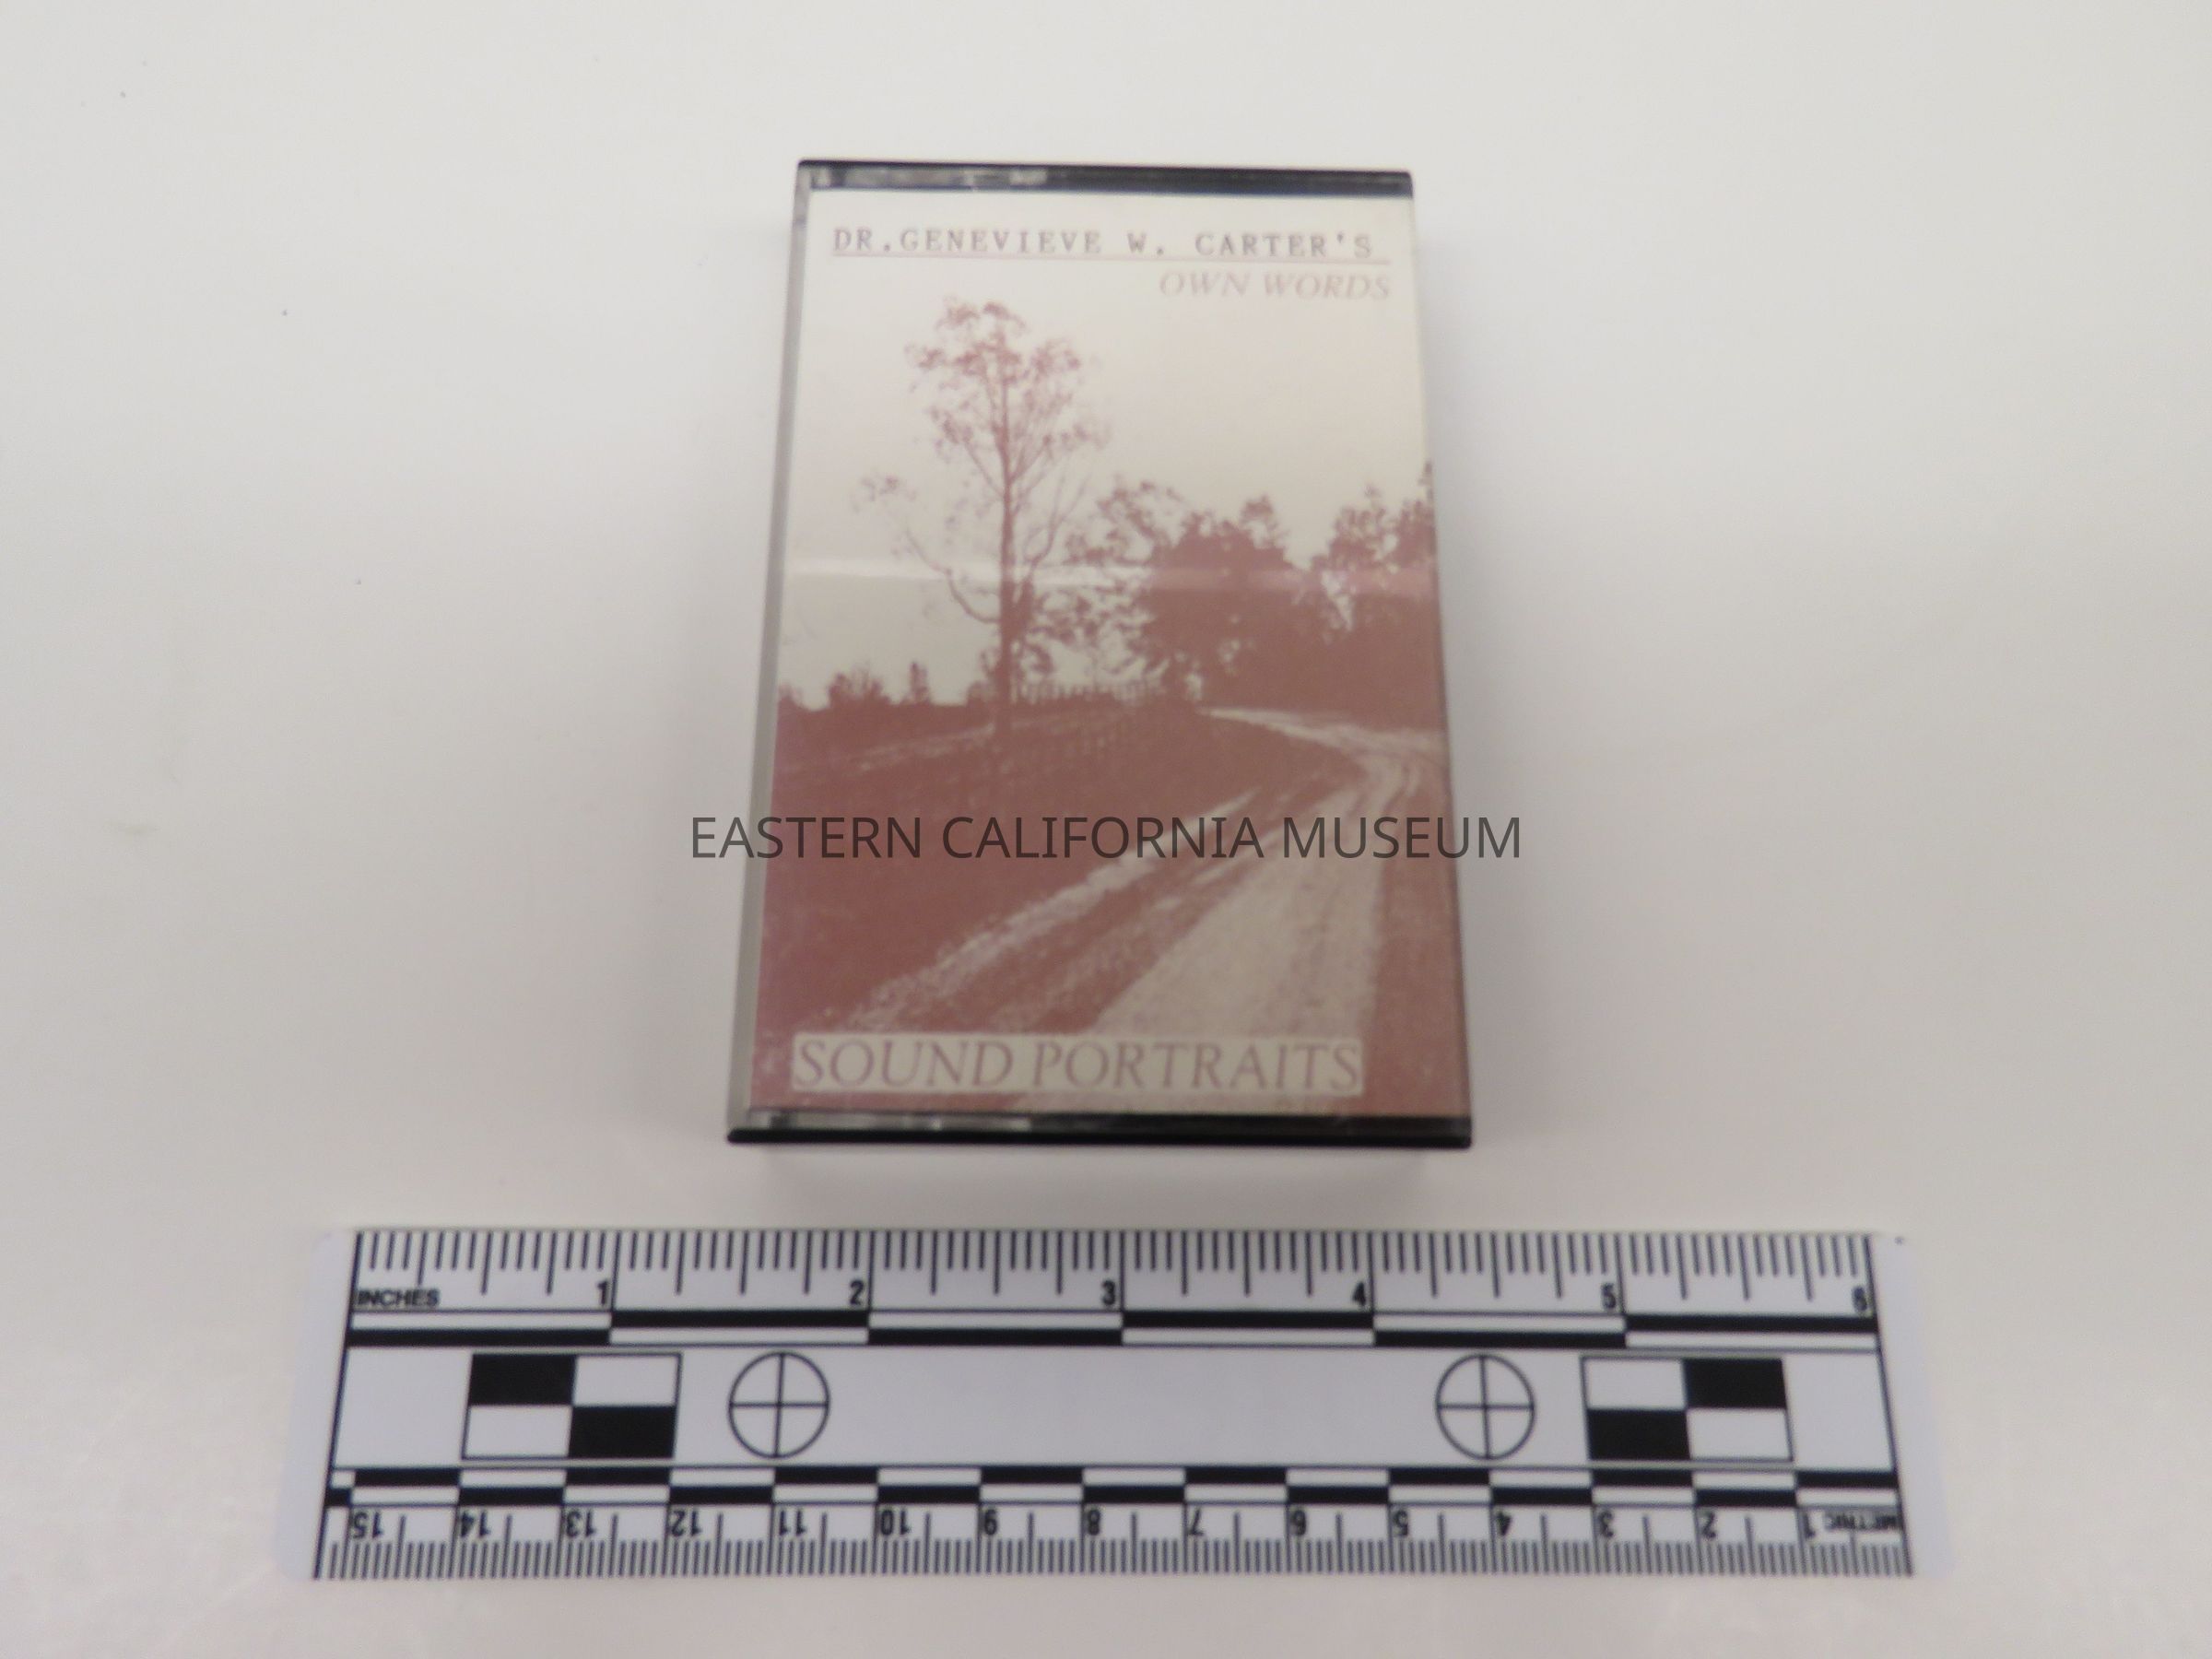 DR.GENEVIEVE W. CARTER'S
OWN WORDS
EASTERN CALIFORNIA MUSEUM
SOUND PORTRAITS
INCHES 1 2 3 4 5 6
15 14 13 12 11 10 9 8 7 6 5 4 3 2 1 METRIC